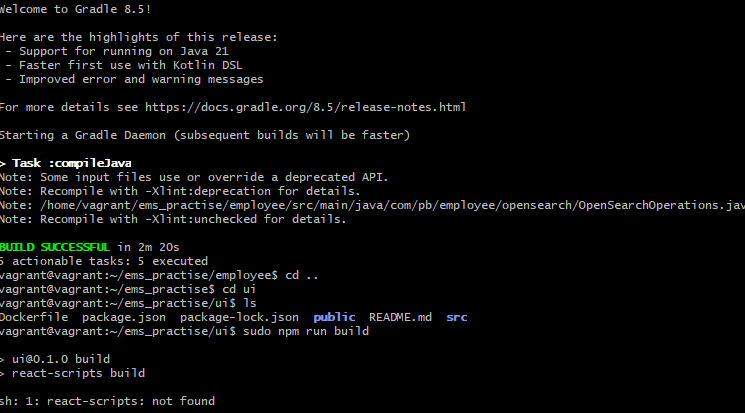 Welcome to Gradle 8.5!
Here are the highlights of this release:
- Support for running on Java 21
- Faster first use with Kotlin DSL
- Improved error and warning messages
For more details see https://docs.gradle.org/8.5/release-notes.html
Starting a Gradle Daemon (subsequent builds will be faster)
> Task :compileJava
Note: Some input files use or override a deprecated API.
Note: Recompile with -Xlint:deprecation for details.
Note: /home/vagrant/ems_practise/employee/src/main/java/com/pb/employee/opensearch/OpenSearchOperations.jav
Note: Recompile with -Xlint:unchecked for details.
BUILD SUCCESSFUL in 2m 20s
5 actionable tasks: 5 executed
vagrant@vagrant:~/ems_practise/employee$ cd ..
vagrant@vagrant:~/ems_practise$ cd ui
vagrant@vagrant:~/ems_practise/ui$ ls
Dockerfile package.json package-lock.json public README.md src
vagrant@vagrant:~/ems_practise/ui$ sudo npm run build
> ui@0.1.0 build
> react-scripts build
sh: 1: react-scripts: not found